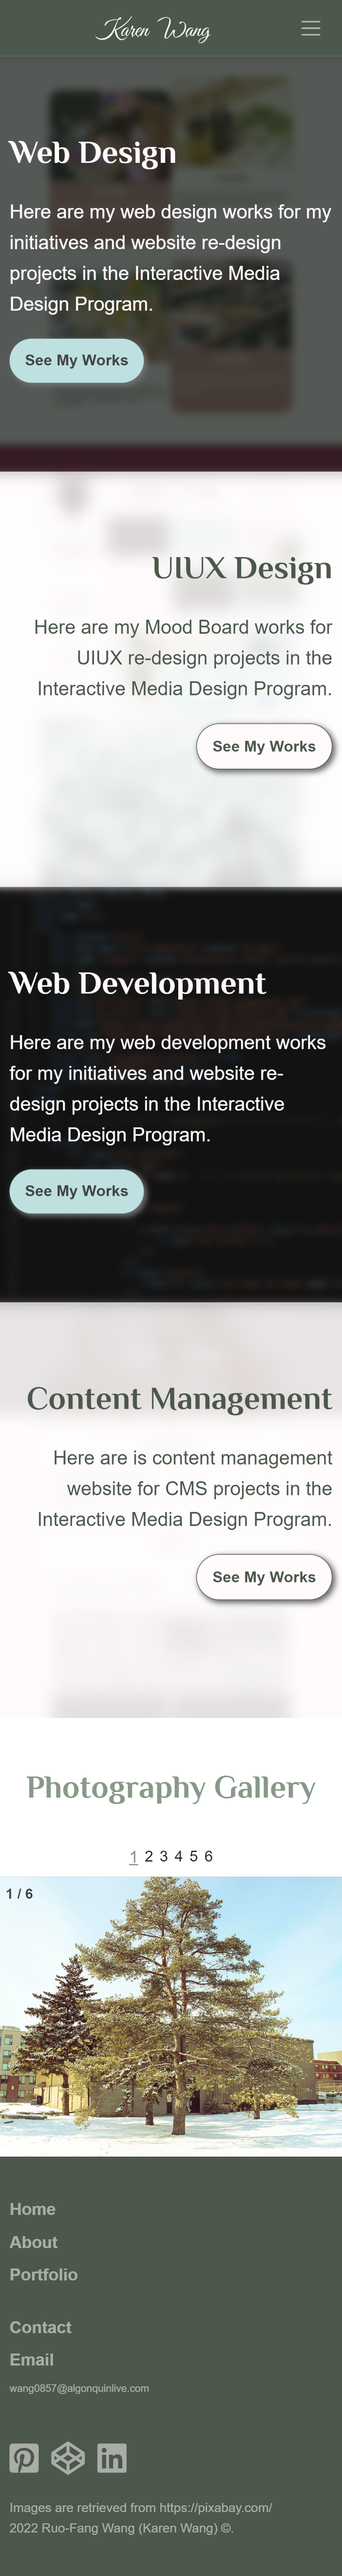 Karen Wang
Web Design
Here are my web design works for my
initiatives and website re-design
projects in the Interactive Media
Design Program.
See My Works
UIUX Design
Here are my Mood Board works for
UIUX re-design projects in the
Interactive Media Design Program.
See My Works
Web Development
Here are my web development works
for my initiatives and website re-
design projects in the Interactive
Media Design Program.
See My Works
Content Management
Here are is content management
website for CMS projects in the
Interactive Media Design Program.
See My Works
Photography Gallery
1 2 3 4 5 6
1 / 6
Home
About
Portfolio
Contact
Email
wang0857@algonquinlive.com
Images are retrieved from https://pixabay.com/
2022 Ruo-Fang Wang (Karen Wang) ©.